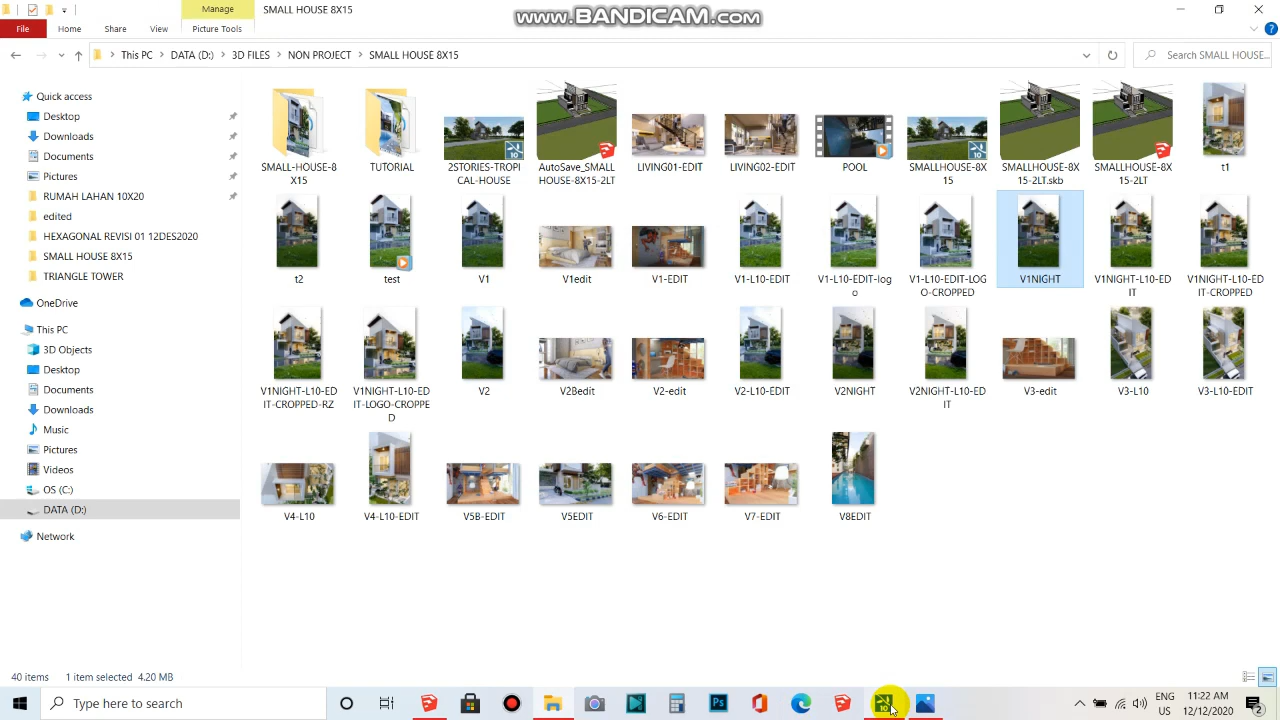 Manage
SMALL HOUSE 8X15
www.BANDICAM.com
File
Home
Share
View
Picture Tools
This PC
DATA (D:)
3D FILES
NON PROJECT
SMALL HOUSE 8X15
Search SMALL HOUSE...
Quick access
Desktop
Downloads
Documents
Pictures
RUMAH LAHAN 10X20
edited
HEXAGONAL REVISI 01 12DES2020
SMALL HOUSE 8X15
TRIANGLE TOWER
OneDrive
This PC
3D Objects
Desktop
Documents
Downloads
Music
Pictures
Videos
OS (C:)
DATA (D:)
Network
SMALL-HOUSE-8
X15
TUTORIAL
2STORIES-TROPI
CAL-HOUSE
AutoSave_SMALL
HOUSE-8X15-2LT
LIVING01-EDIT
LIVING02-EDIT
POOL
SMALLHOUSE-8X
15
SMALLHOUSE-8X
15-2LT.skb
SMALLHOUSE-8X
15-2LT
t1
t2
test
V1
V1edit
V1-EDIT
V1-L10-EDIT
V1-L10-EDIT-log
o
V1-L10-EDIT-LOG
O-CROPPED
V1NIGHT
V1NIGHT-L10-ED
IT
V1NIGHT-L10-ED
IT-CROPPED
V1NIGHT-L10-ED
IT-CROPPED-RZ
V1NIGHT-L10-ED
IT-LOGO-CROPPE
D
V2
V2Bedit
V2-edit
V2-L10-EDIT
V2NIGHT
V2NIGHT-L10-ED
IT
V3-edit
V3-L10
V3-L10-EDIT
V4-L10
V4-L10-EDIT
V5B-EDIT
V5EDIT
V6-EDIT
V7-EDIT
V8EDIT
40 items
1 item selected 4.20 MB
Type here to search
Ps
10
ENG
US
11:22 AM
12/12/2020
2